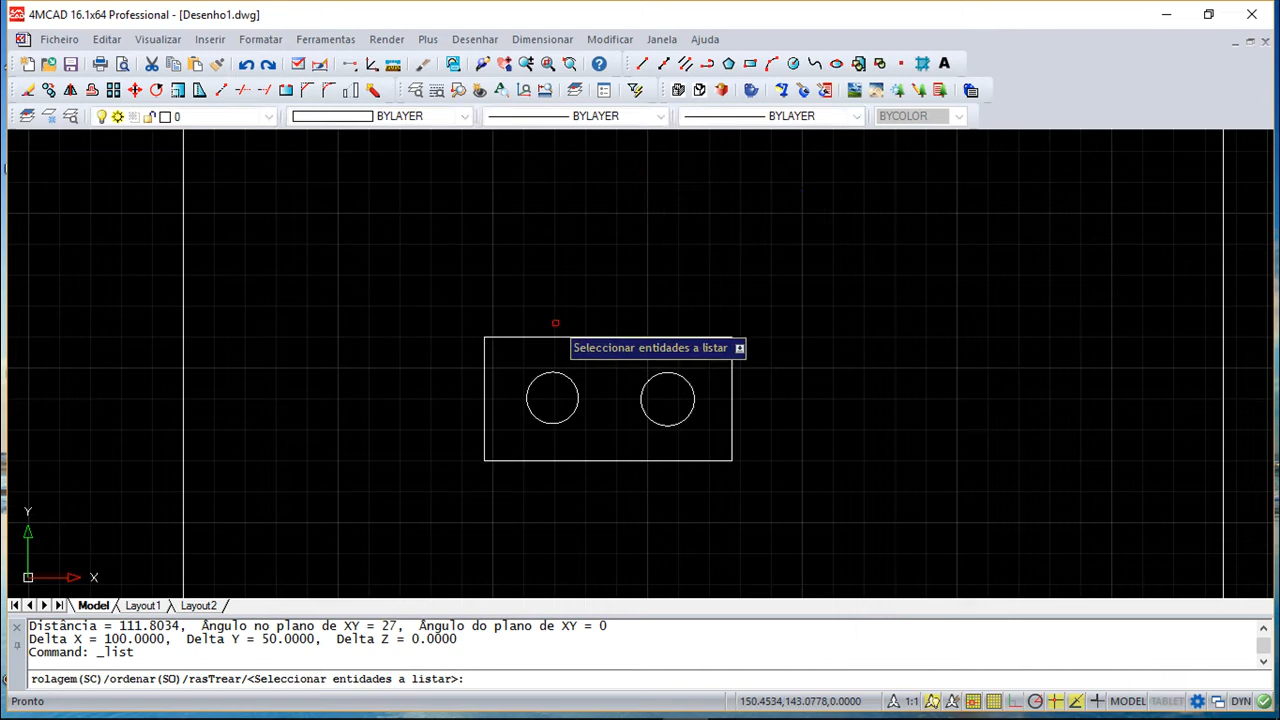 4MCAD 16.1x64 Professional - [Desenho1.dwg]
Ficheiro Editar Visualizar Inserir Formatar Ferramentas Render Plus Desenhar Dimensionar Modificar Janela Ajuda
0 BYLAYER BYLAYER BYLAYER BYCOLOR
Seleccionar entidades a listar
Y
X
Model Layout1 Layout2
Distância = 111.8034, Ângulo no plano de XY = 27, Ângulo do plano de XY = 0
Delta X = 100.0000, Delta Y = 50.0000, Delta Z = 0.0000
Command: _list
rolagem(SC)/ordenar(SO)/rasTrear/<Seleccionar entidades a listar>:
Pronto 150.4534,143.0778,0.0000 1:1 MODEL TABLET DYN